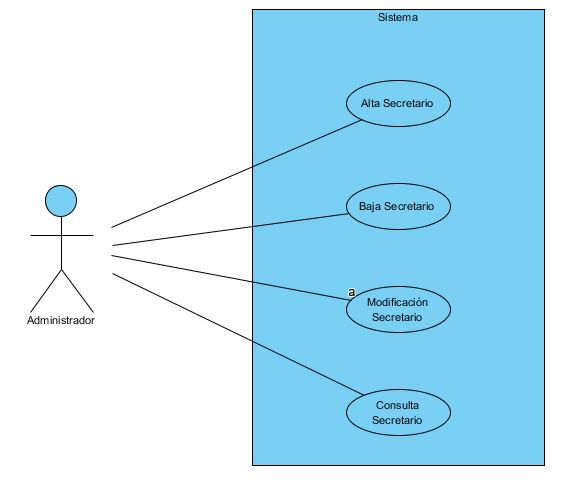 Sistema
Alta Secretario
Baja Secretario
a
Modificación
Secretario
Administrador
Consulta
Secretario